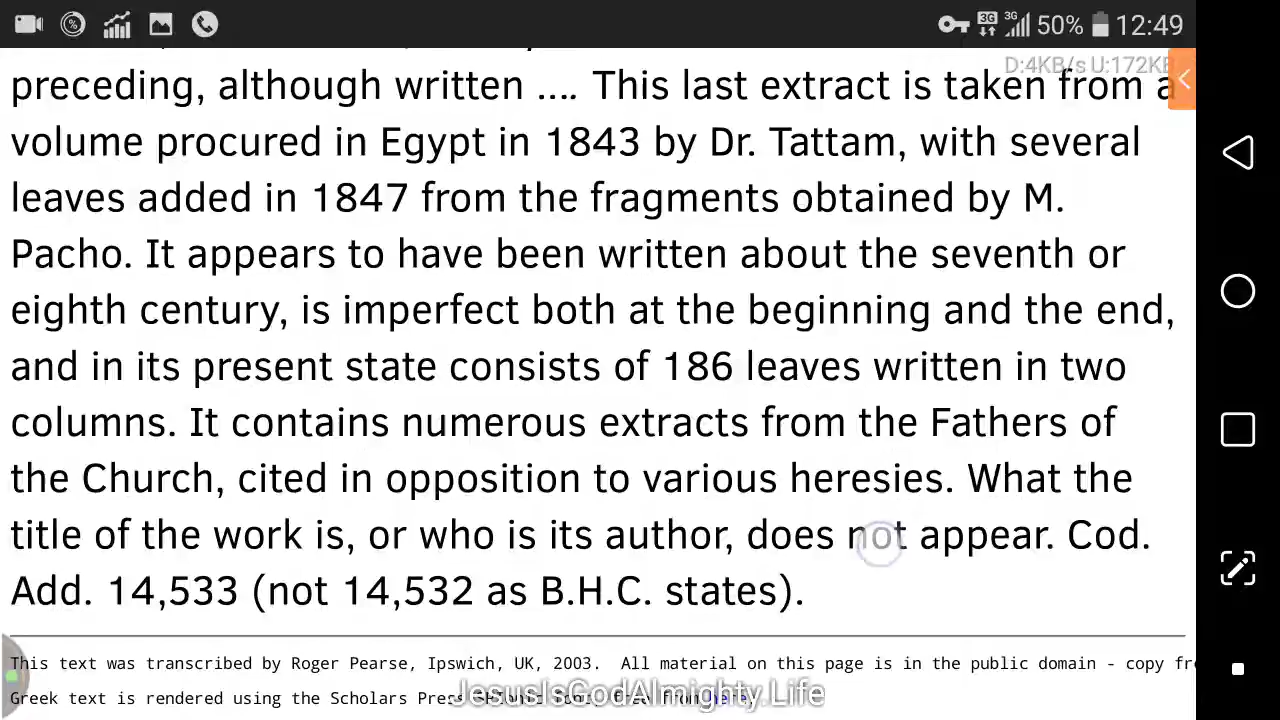 3G 3G 50% 12:49
D:4KB/s U:172KB
preceding, although written .... This last extract is taken from a
volume procured in Egypt in 1843 by Dr. Tattam, with several
leaves added in 1847 from the fragments obtained by M.
Pacho. It appears to have been written about the seventh or
eighth century, is imperfect both at the beginning and the end,
and in its present state consists of 186 leaves written in two
columns. It contains numerous extracts from the Fathers of
the Church, cited in opposition to various heresies. What the
title of the work is, or who is its author, does not appear. Cod.
Add. 14,533 (not 14,532 as B.H.C. states).
This text was transcribed by Roger Pearse, Ipswich, UK, 2003. All material on this page is in the public domain - copy fr
Greek text is rendered using the Scholars Press free from here
JesusIsGodAlmighty.Life